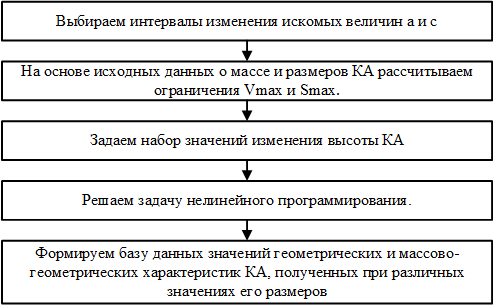 Выбираем интервалы изменения искомых величин a и c
На основе исходных данных о массе и размеров КА рассчитываем
ограничения Vmax и Smax.
Задаем набор значений изменения высоты КА
Решаем задачу нелинейного программирования.
Формируем базу данных значений геометрических и массово-
геометрических характеристик КА, полученных при различных
значениях его размеров